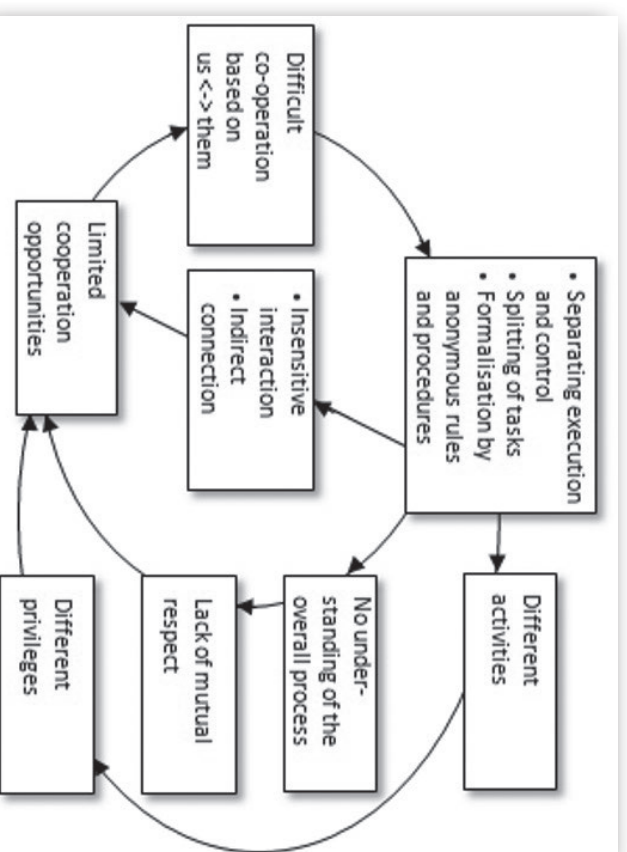 • Separating execution
and control
• Splitting of tasks
• Formalisation by
anonymous rules
and procedures
Different
activities
No under-
standing of the
overall process
Difficult
co-operation
based on
us <-> them
• Insensitive
interaction
• Indirect
connection
Lack of mutual
respect
Limited
cooperation
opportunities
Different
privileges